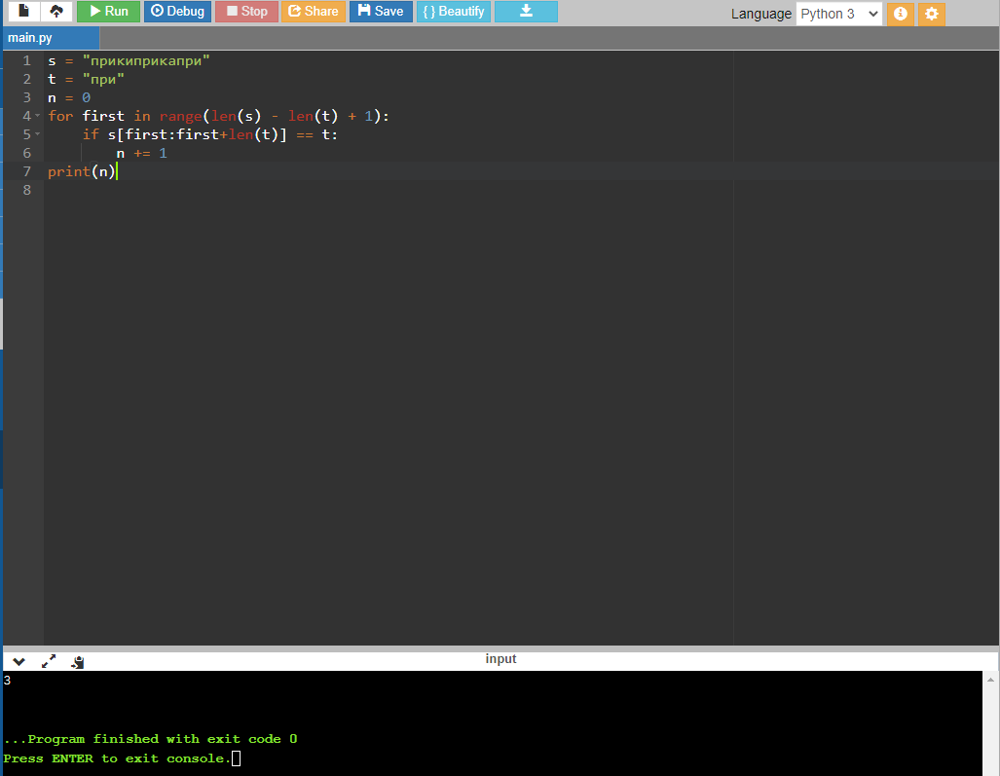 Run Debug Stop Share Save { } Beautify Language Python 3
main.py
1 s = "прикиприкапри"
2 t = "при"
3 n = 0
4 for first in range(len(s) - len(t) + 1):
5 if s[first:first+len(t)] == t:
6 n += 1
7 print(n)
8
input
3
...Program finished with exit code 0
Press ENTER to exit console.